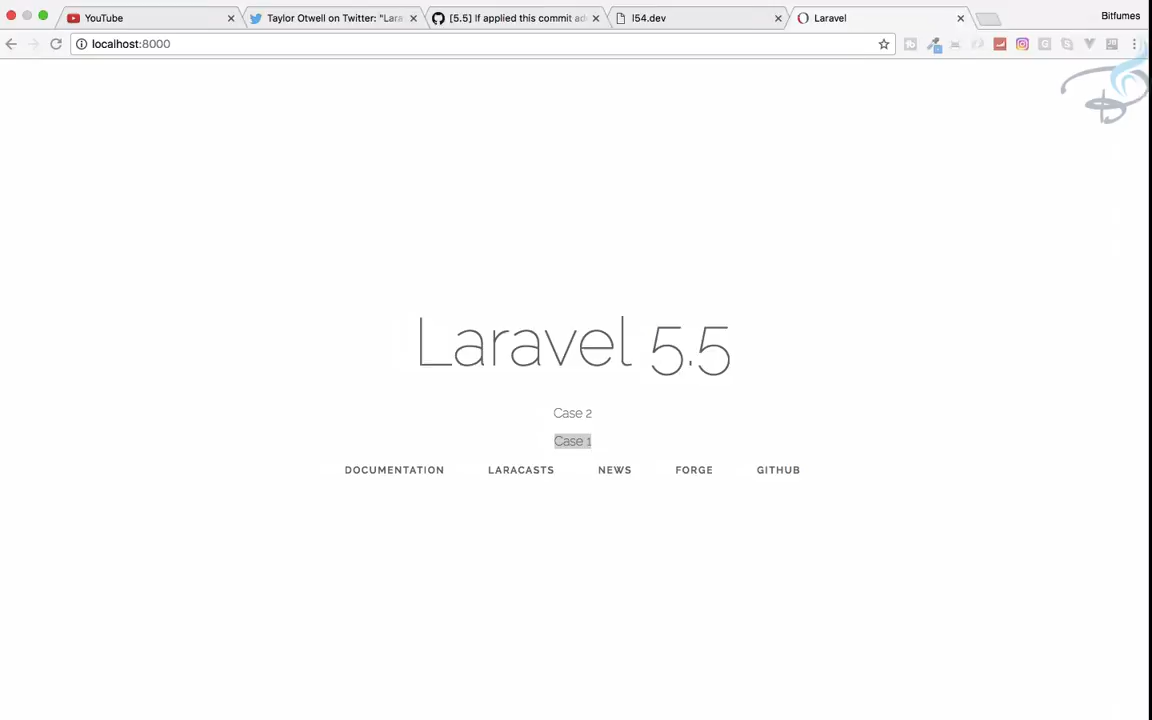 YouTube
Taylor Otwell on Twitter: "Lara
[5.5] If applied this commit ad
l54.dev
Laravel
Bitfumes
localhost:8000
Laravel 5.5
Case 2
Case 1
DOCUMENTATION LARACASTS NEWS FORGE GITHUB